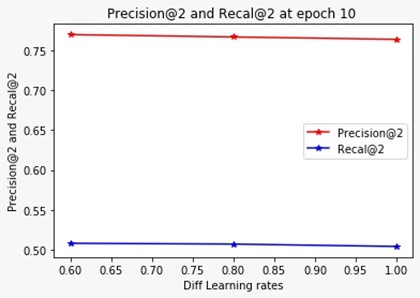 Precision@2 and Recal@2 at epoch 10
Precision@2 and Recal@2
0.75
0.70
0.65
0.60
0.55
0.50
Precision@2
Recal@2
0.60 0.65 0.70 0.75 0.80 0.85 0.90 0.95 1.00
Diff Learning rates